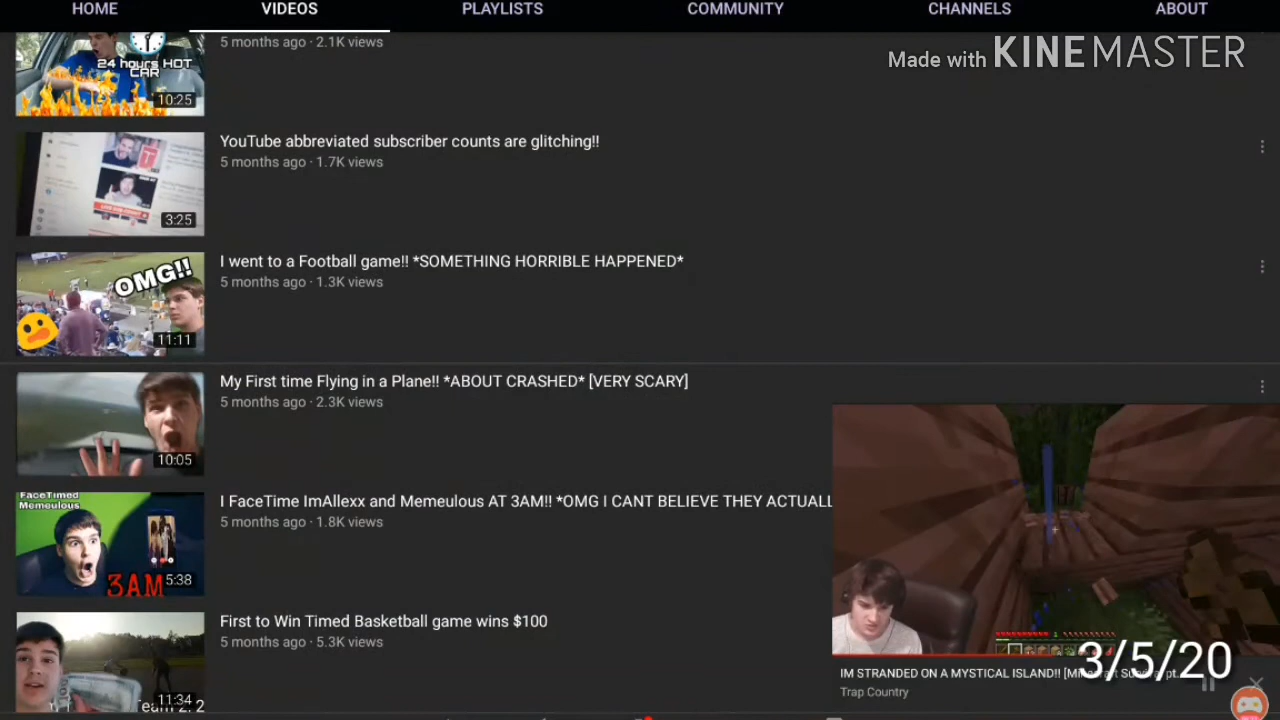 HOME VIDEOS PLAYLISTS COMMUNITY CHANNELS ABOUT
Made with KINEMASTER
24 hours HOT
CAR
10:25
5 months ago · 2.1K views
YouTube abbreviated subscriber counts are glitching!!
5 months ago · 1.7K views
3:25
I went to a Football game!! *SOMETHING HORRIBLE HAPPENED*
5 months ago · 1.3K views
OMG!!
11:11
My First time Flying in a Plane!! *ABOUT CRASHED* [VERY SCARY]
5 months ago · 2.3K views
10:05
I FaceTime ImAllexx and Memeulous AT 3AM!! *OMG I CANT BELIEVE THEY ACTUALL
5 months ago · 1.8K views
FaceTimed
Memeulous
3AM
5:38
First to Win Timed Basketball game wins $100
5 months ago · 5.3K views
11:34
IM STRANDED ON A MYSTICAL ISLAND!!
Trap Country
3/5/20